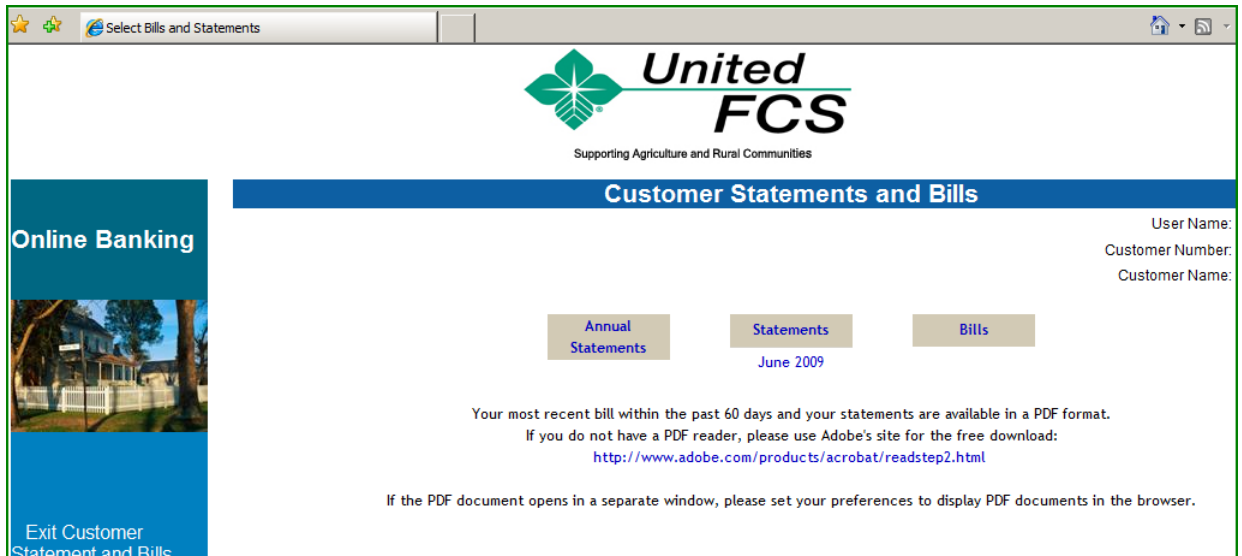 Select Bills and Statements
United
FCS
Supporting Agriculture and Rural Communities
Customer Statements and Bills
Online Banking
User Name:
Customer Number:
Customer Name:
Annual
Statements
Statements
June 2009
Bills
Your most recent bill within the past 60 days and your statements are available in a PDF format.
If you do not have a PDF reader, please use Adobe's site for the free download:
http://www.adobe.com/products/acrobat/readstep2.html
If the PDF document opens in a separate window, please set your preferences to display PDF documents in the browser.
Exit Customer
Statement and Bills